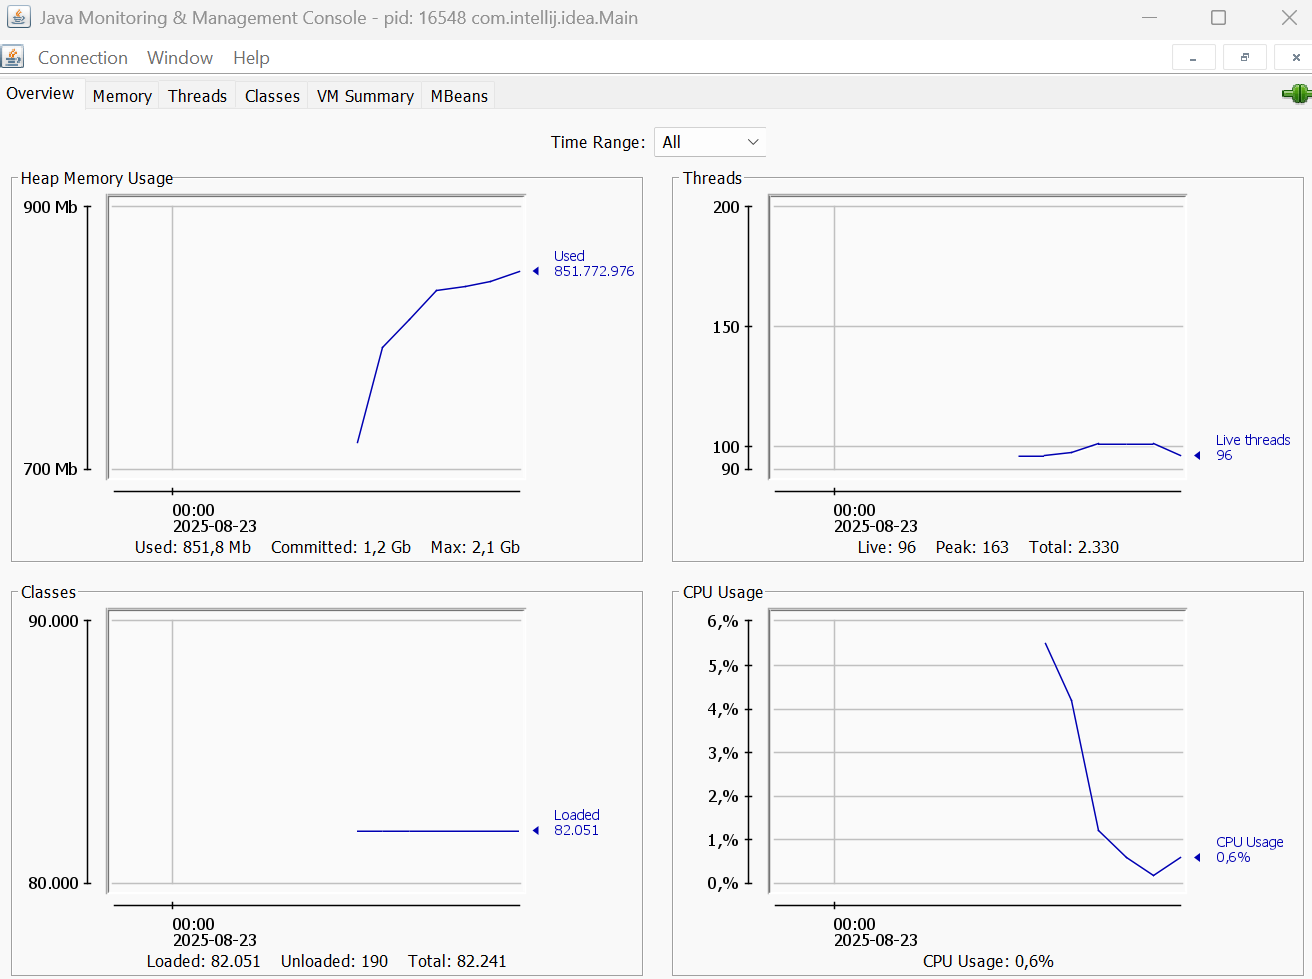 Java Monitoring & Management Console - pid: 16548 com.intellij.idea.Main
Connection Window Help
Overview Memory Threads Classes VM Summary MBeans
Time Range: All
Heap Memory Usage
900 Mb
700 Mb
Used
851.772.976
00:00
2025-08-23
Used: 851,8 Mb Committed: 1,2 Gb Max: 2,1 Gb
Threads
200
150
100
90
Live threads
96
00:00
2025-08-23
Live: 96 Peak: 163 Total: 2.330
Classes
90.000
80.000
Loaded
82.051
00:00
2025-08-23
Loaded: 82.051 Unloaded: 190 Total: 82.241
CPU Usage
6,%
5,%
4,%
3,%
2,%
1,%
0,%
CPU Usage
0,6%
00:00
2025-08-23
CPU Usage: 0,6%